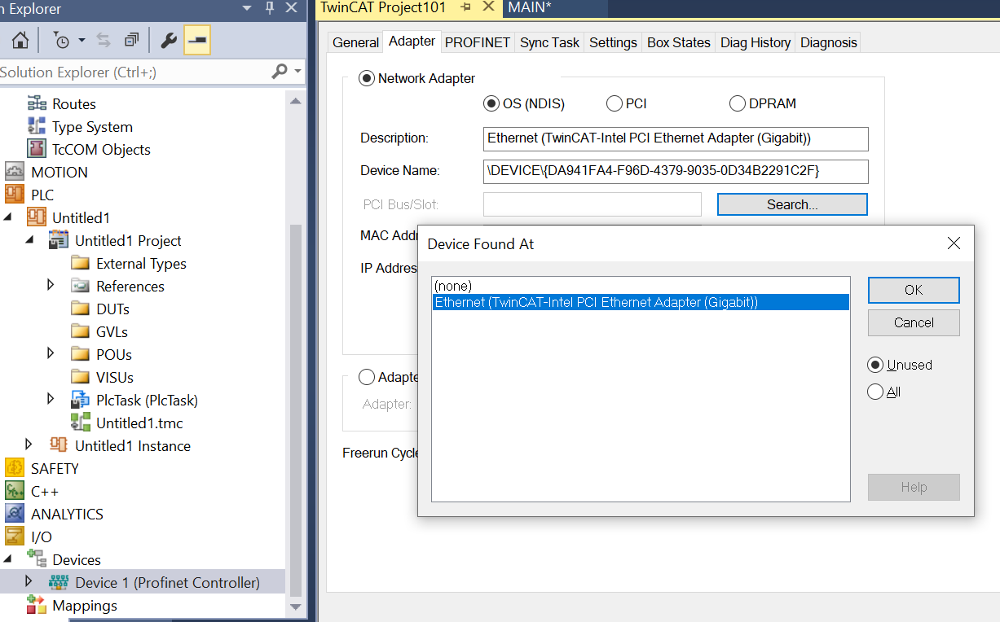 n Explorer
Solution Explorer (Ctrl+;)
Routes
Type System
TcCOM Objects
MOTION
PLC
Untitled1
Untitled1 Project
External Types
References
DUTs
GVLs
POUs
VISUs
PlcTask (PlcTask)
Untitled1.tmc
Untitled1 Instance
SAFETY
C++
ANALYTICS
I/O
Devices
Device 1 (Profinet Controller)
Mappings
TwinCAT Project101 MAIN*
General Adapter PROFINET Sync Task Settings Box States Diag History Diagnosis
Network Adapter
OS (NDIS) PCI DPRAM
Description: Ethernet (TwinCAT-Intel PCI Ethernet Adapter (Gigabit))
Device Name: \DEVICE\{DA941FA4-F96D-4379-9035-0D34B2291C2F}
PCI Bus/Slot: Search...
MAC Addr
IP Addres
Adapte
Adapter:
Freerun Cycle
Device Found At
(none)
Ethernet (TwinCAT-Intel PCI Ethernet Adapter (Gigabit))
OK
Cancel
Unused
All
Help